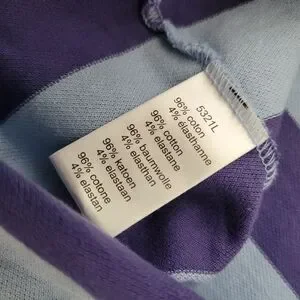 5321L
96% coton
4% élasthanne
96% cotton
4% elastane
96% baumwolle
4% elasthan
96% katoen
4% elastaan
96% cotone
4% elastan